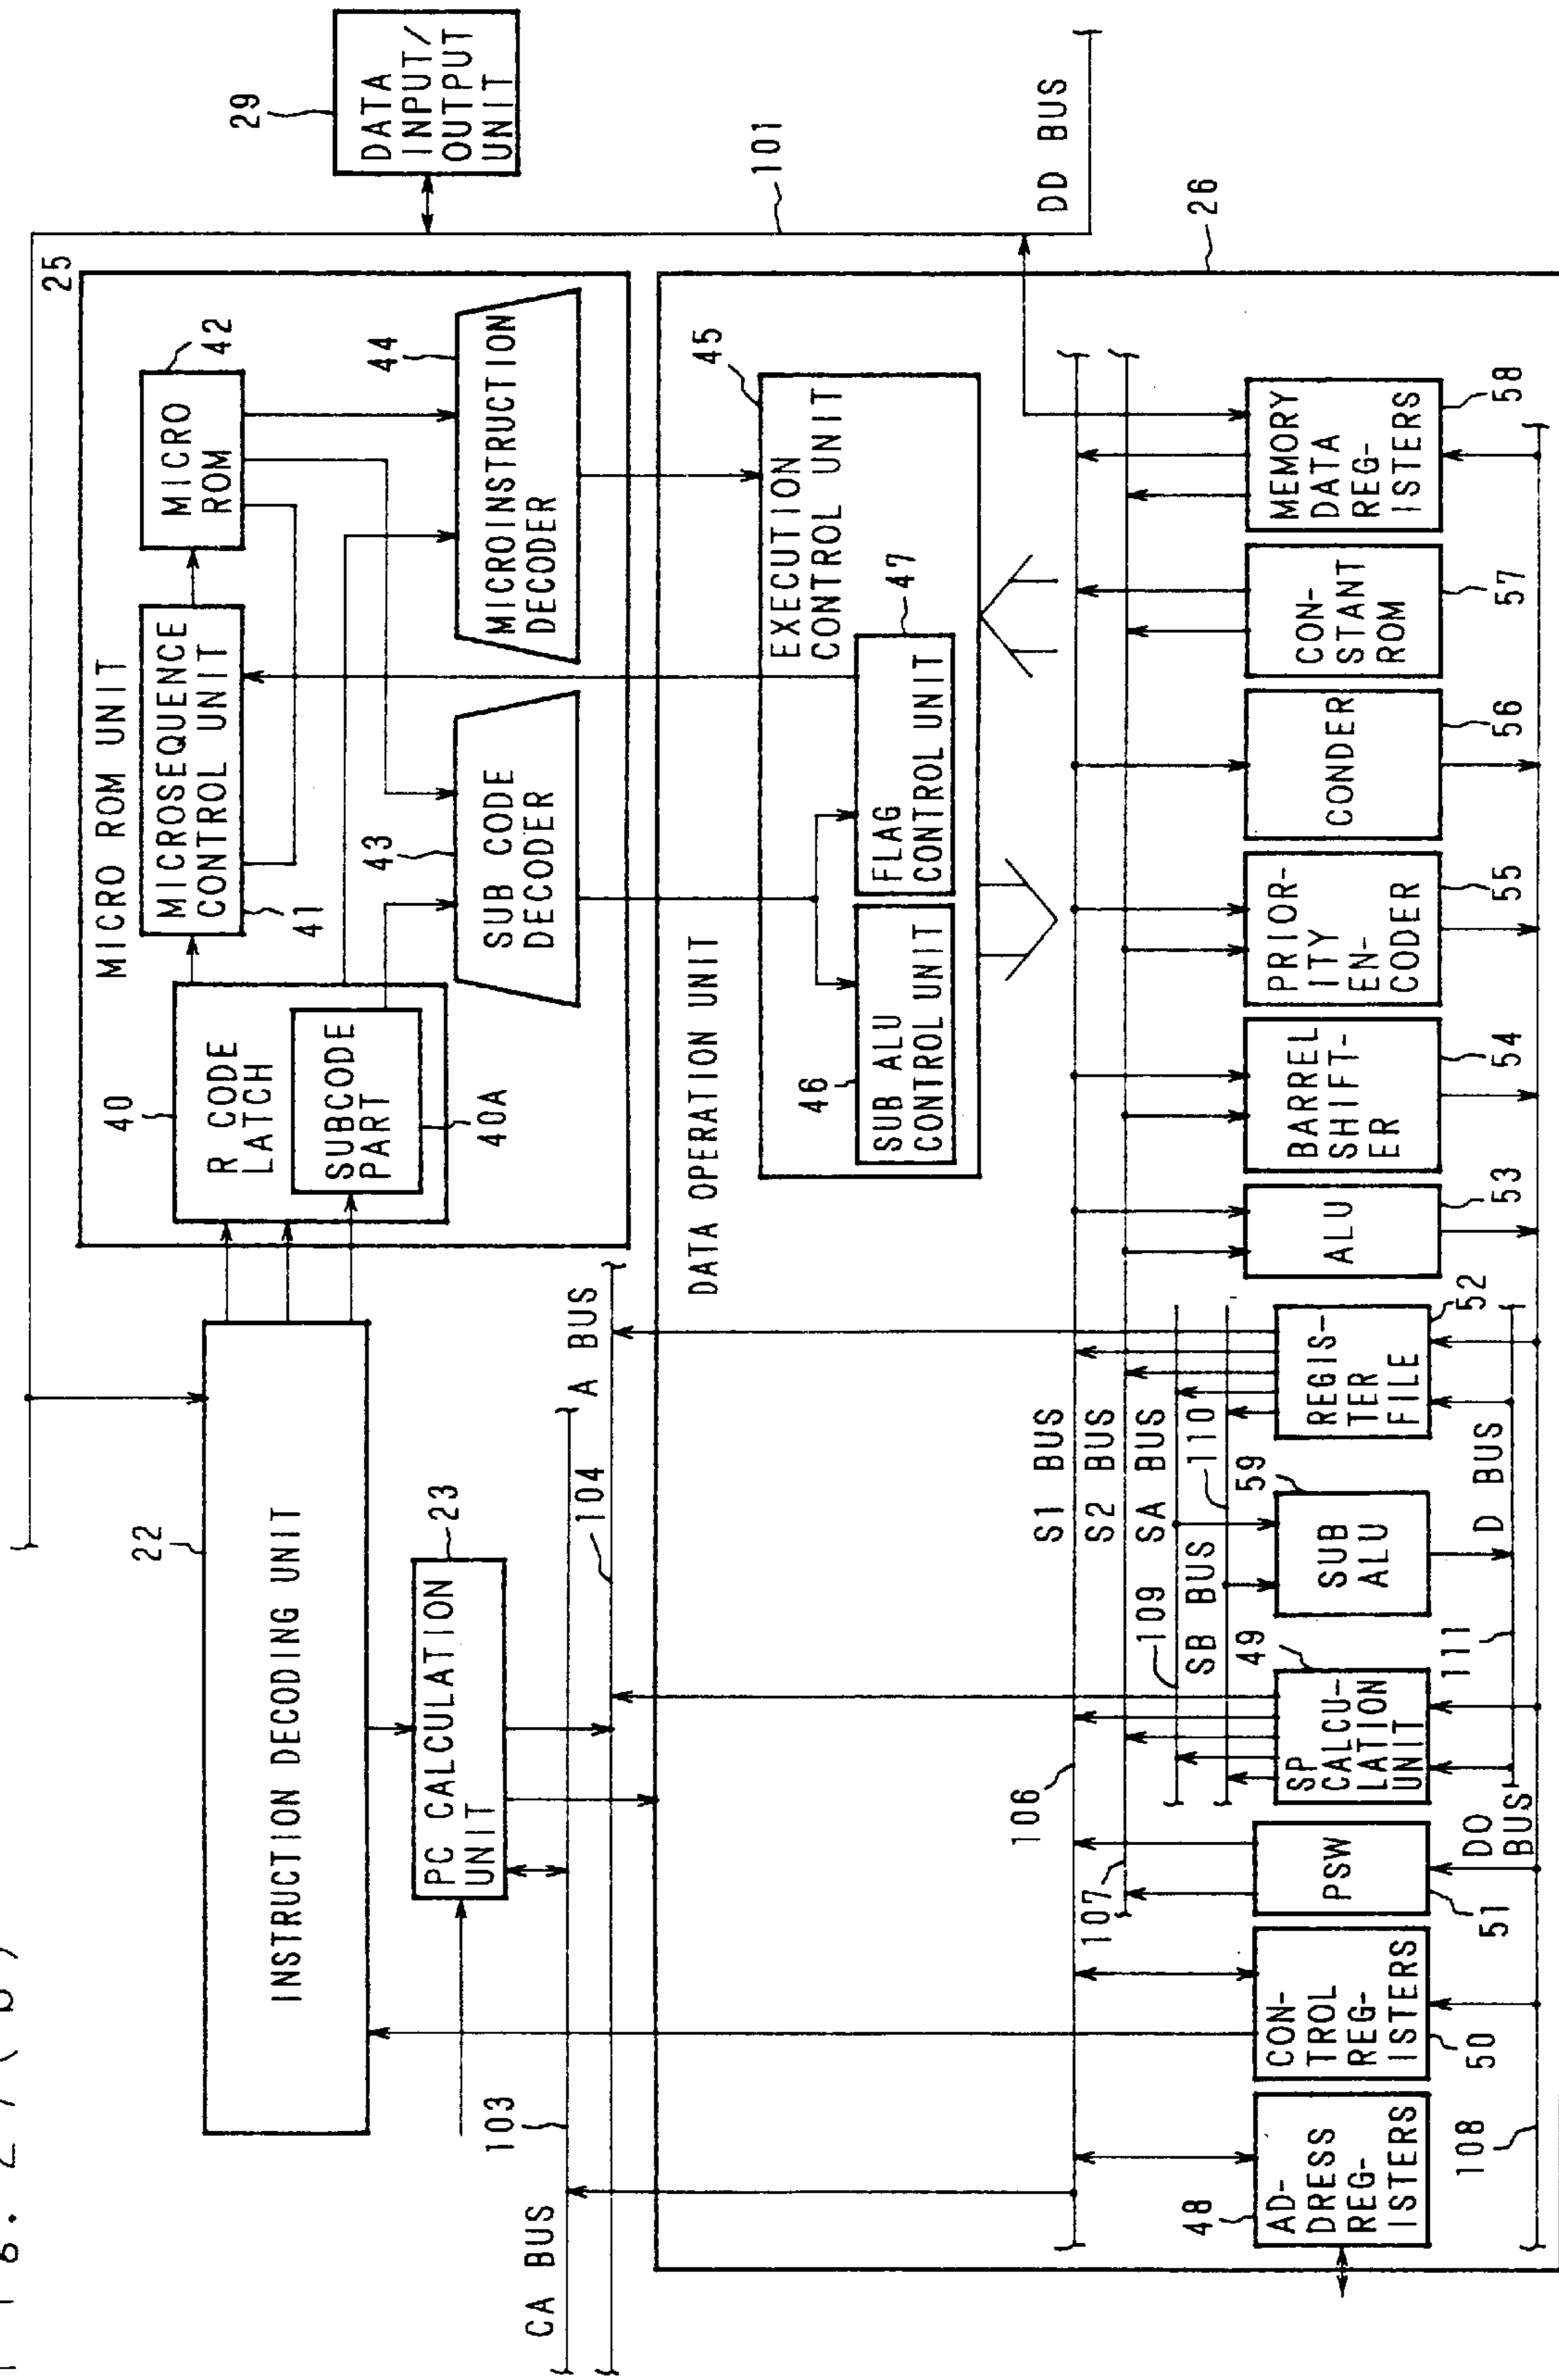 22
INSTRUCTION DECODING UNIT
23
PC CALCULATION
UNIT
103
CA BUS
104
A BUS
MICRO ROM UNIT
25
40
R CODE
LATCH
SUBCODE
PART
40A
MICROSEQUENCE
CONTROL UNIT
41
MICRO
ROM
42
43
SUB CODE
DECODER
44
MICROINSTRUCTION
DECODER
29
DATA
INPUT/
OUTPUT
UNIT
101
DD BUS
26
DATA OPERATION UNIT
45
EXECUTION
CONTROL UNIT
46
SUB ALU
CONTROL UNIT
47
FLAG
CONTROL UNIT
106
S1 BUS
107
S2 BUS
109
SA BUS
SB BUS
110
48
AD-
DRESS
REG-
ISTERS
CON-
TROL
REG-
ISTERS
50
PSW
51
49
SP
CALCU-
LATION
UNIT
59
SUB
ALU
REGIS-
TER
FILE
52
ALU
53
BARREL
SHIFT-
ER
54
PRIOR-
ITY
EN-
CODER
55
CONDER
56
CON-
STANT
ROM
57
MEMORY
DATA
REG-
ISTERS
58
108
DO
BUS
111
D BUS